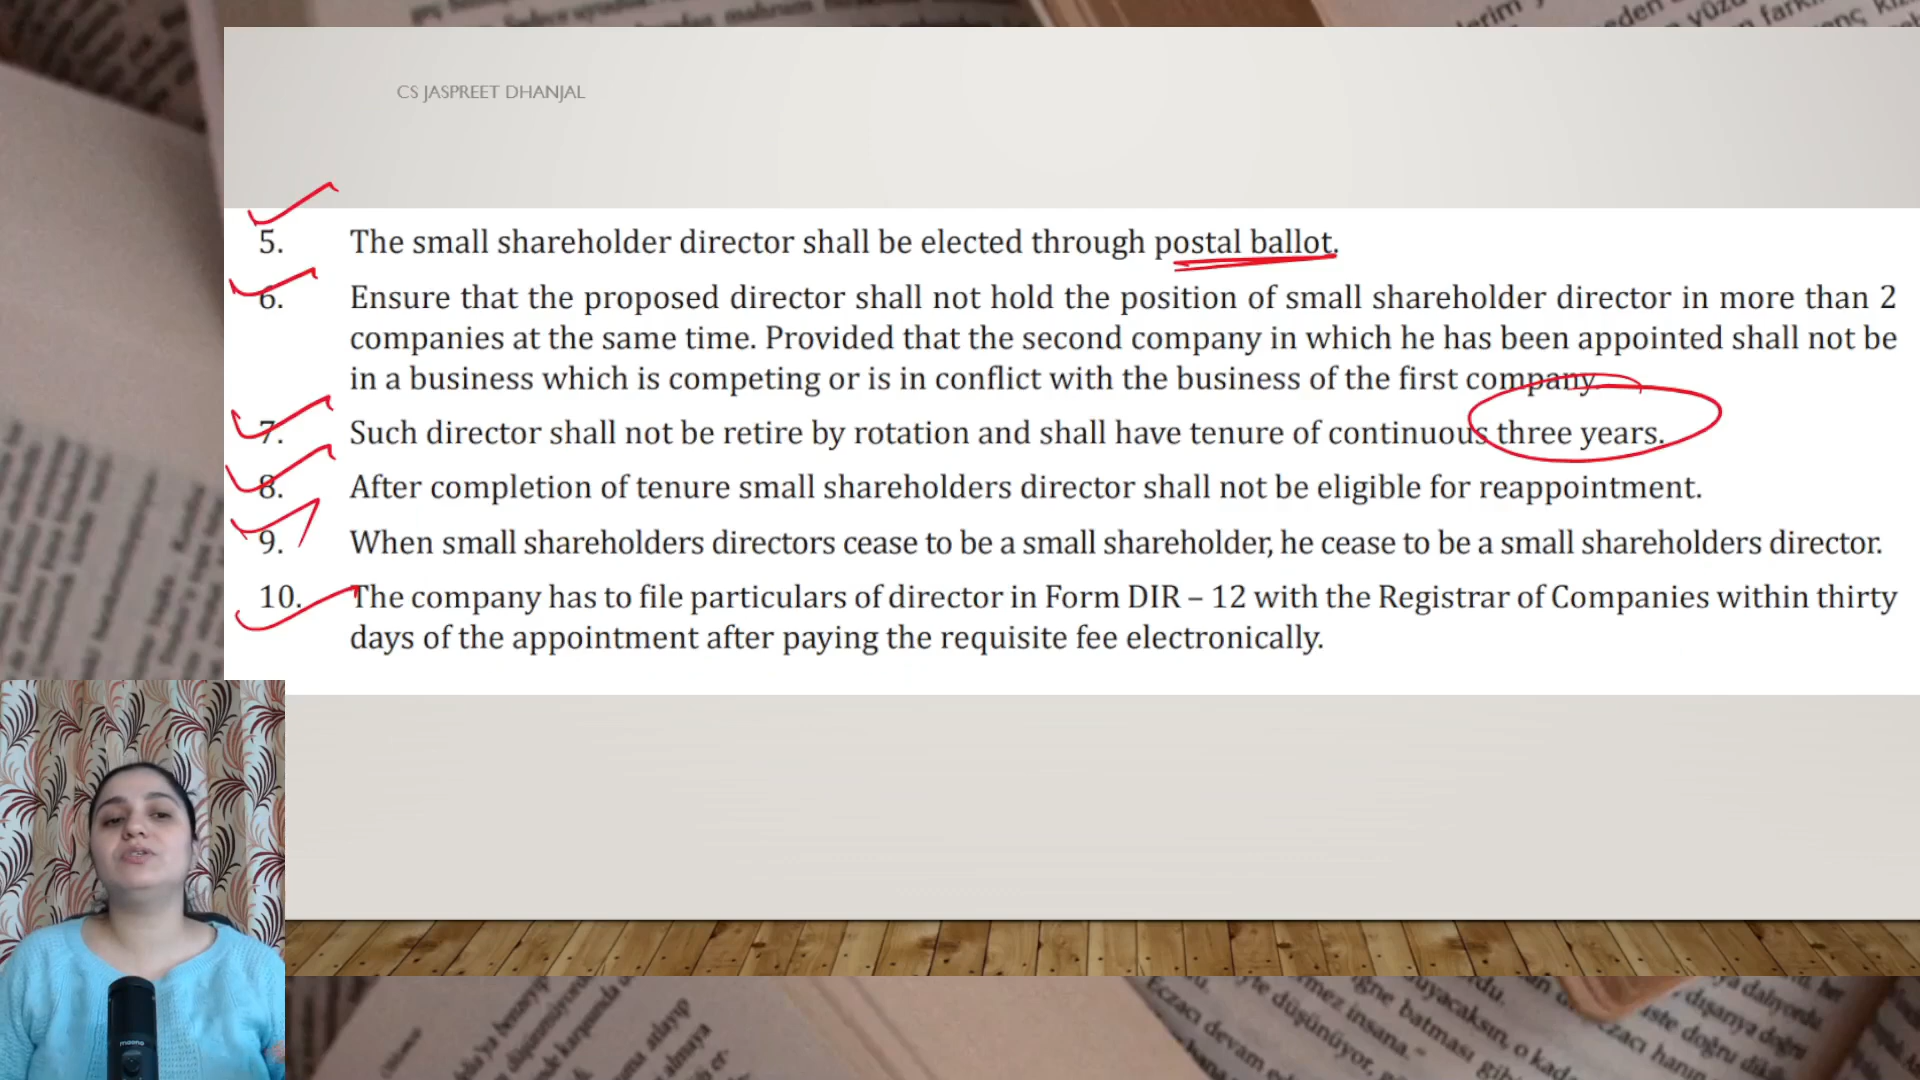 CS JASPREET DHANJAL
5. The small shareholder director shall be elected through postal ballot.
6. Ensure that the proposed director shall not hold the position of small shareholder director in more than 2
companies at the same time. Provided that the second company in which he has been appointed shall not be
in a business which is competing or is in conflict with the business of the first company.
7. Such director shall not be retire by rotation and shall have tenure of continuous three years.
8. After completion of tenure small shareholders director shall not be eligible for reappointment.
9. When small shareholders directors cease to be a small shareholder, he cease to be a small shareholders director.
10. The company has to file particulars of director in Form DIR – 12 with the Registrar of Companies within thirty
days of the appointment after paying the requisite fee electronically.
maono